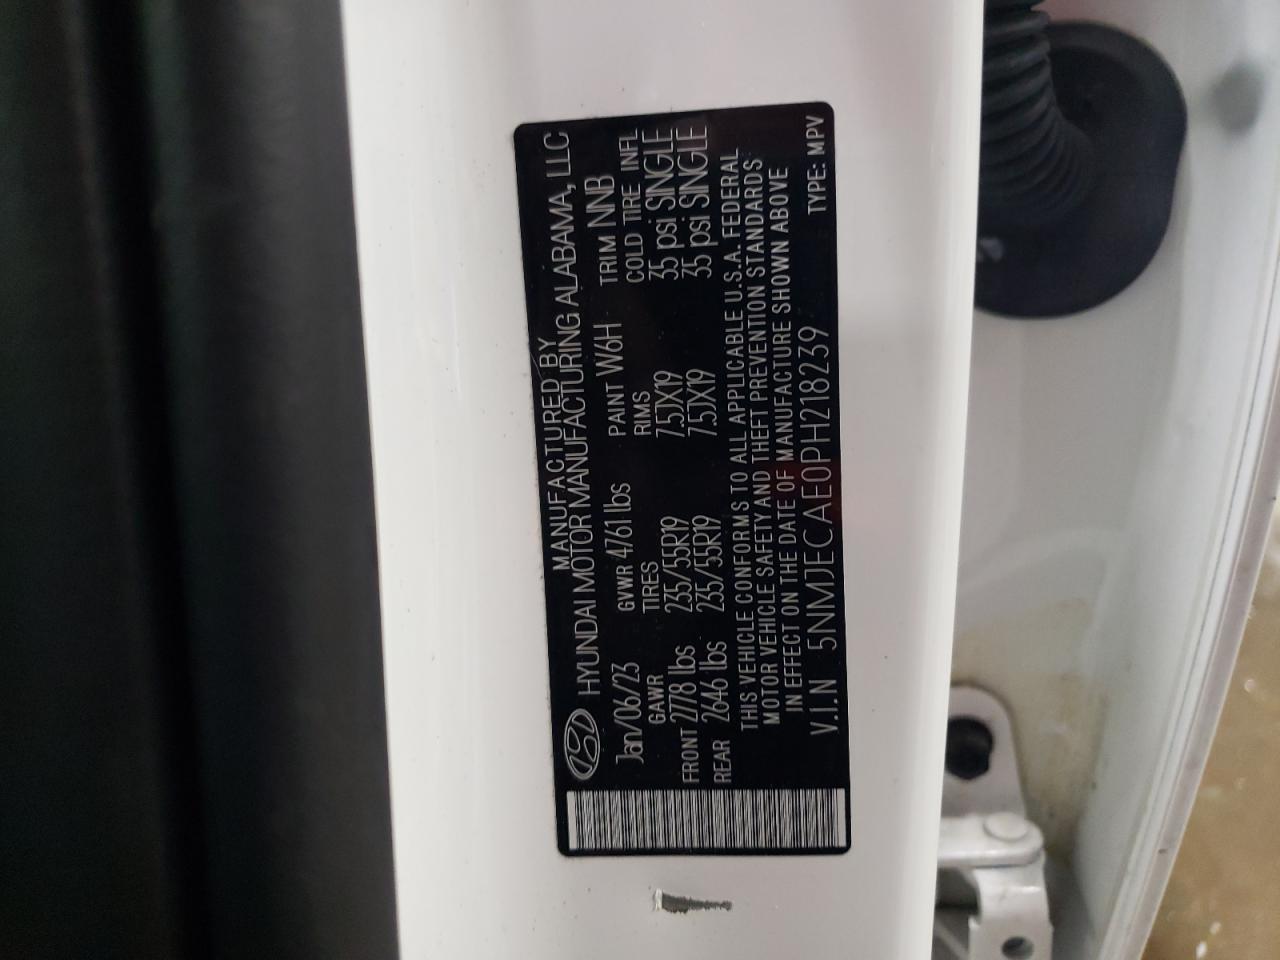 MANUFACTURED BY
HYUNDAI MOTOR MANUFACTURING ALABAMA, LLC
Jan/06/23 GVWR 4761 lbs PAINT W6H TRIM NNB
GAWR TIRES RIMS COLD TIRE INFL
FRONT 2778 lbs 235/55R19 7.5JX19 35 psi SINGLE
REAR 2646 lbs 235/55R19 7.5JX19 35 psi SINGLE
THIS VEHICLE CONFORMS TO ALL APPLICABLE U.S.A. FEDERAL
MOTOR VEHICLE SAFETY AND THEFT PREVENTION STANDARDS
IN EFFECT ON THE DATE OF MANUFACTURE SHOWN ABOVE
V.I.N 5NMJECAE0PH218239 TYPE: MPV